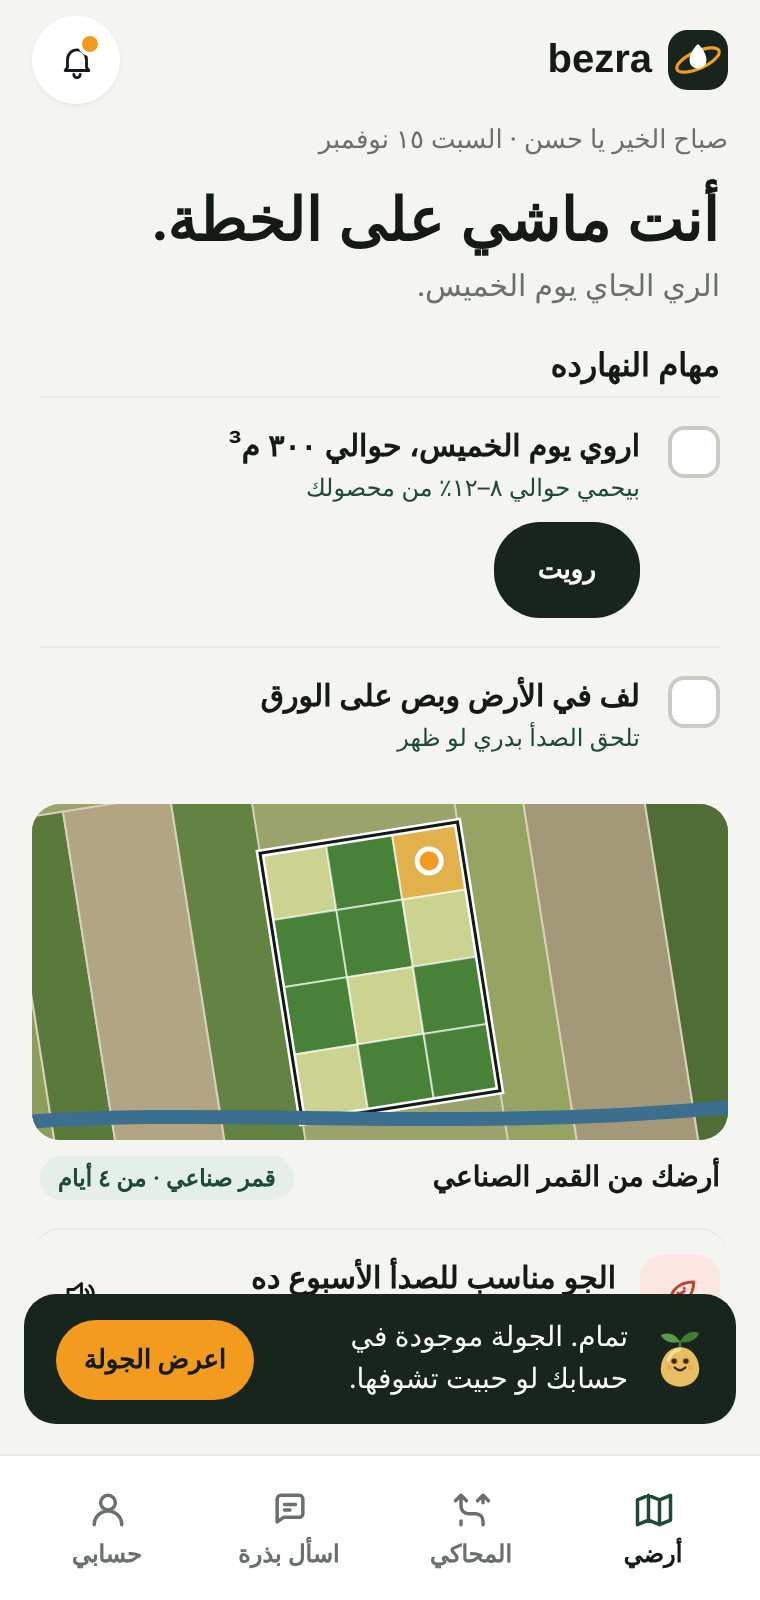 bezra
صباح الخير يا حسن · السبت ١٥ نوفمبر
أنت ماشي على الخطة.
الري الجاي يوم الخميس.
مهام النهارده
اروي يوم الخميس، حوالي ٣٠٠ م³
بيحمي حوالي ٨–١٢٪ من محصولك
رويت
لف في الأرض وبص على الورق
تلحق الصدأ بدري لو ظهر
أرضك من القمر الصناعي
قمر صناعي · من ٤ أيام
الجو مناسب للصدأ الأسبوع ده
تمام. الجولة موجودة في
حسابك لو حبيت تشوفها.
اعرض الجولة
أرضي
المحاكي
اسأل بذرة
حسابي